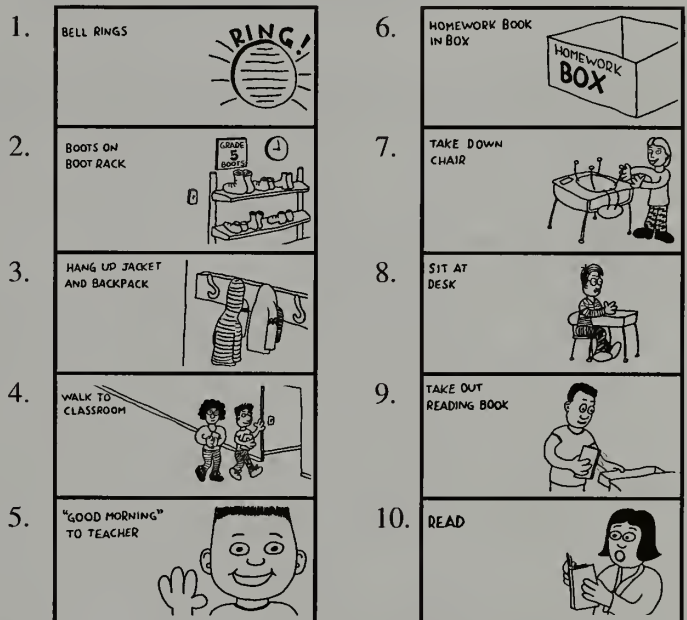 1.
BELL RINGS
RING!
2.
BOOTS ON
BOOT RACK
GRADE
5
BOOTS
3.
HANG UP JACKET
AND BACKPACK
4.
WALK TO
CLASSROOM
5.
"GOOD MORNING"
TO TEACHER
6.
HOMEWORK BOOK
IN BOX
HOMEWORK
BOX
7.
TAKE DOWN
CHAIR
8.
SIT AT
DESK
9.
TAKE OUT
READING BOOK
10.
READ